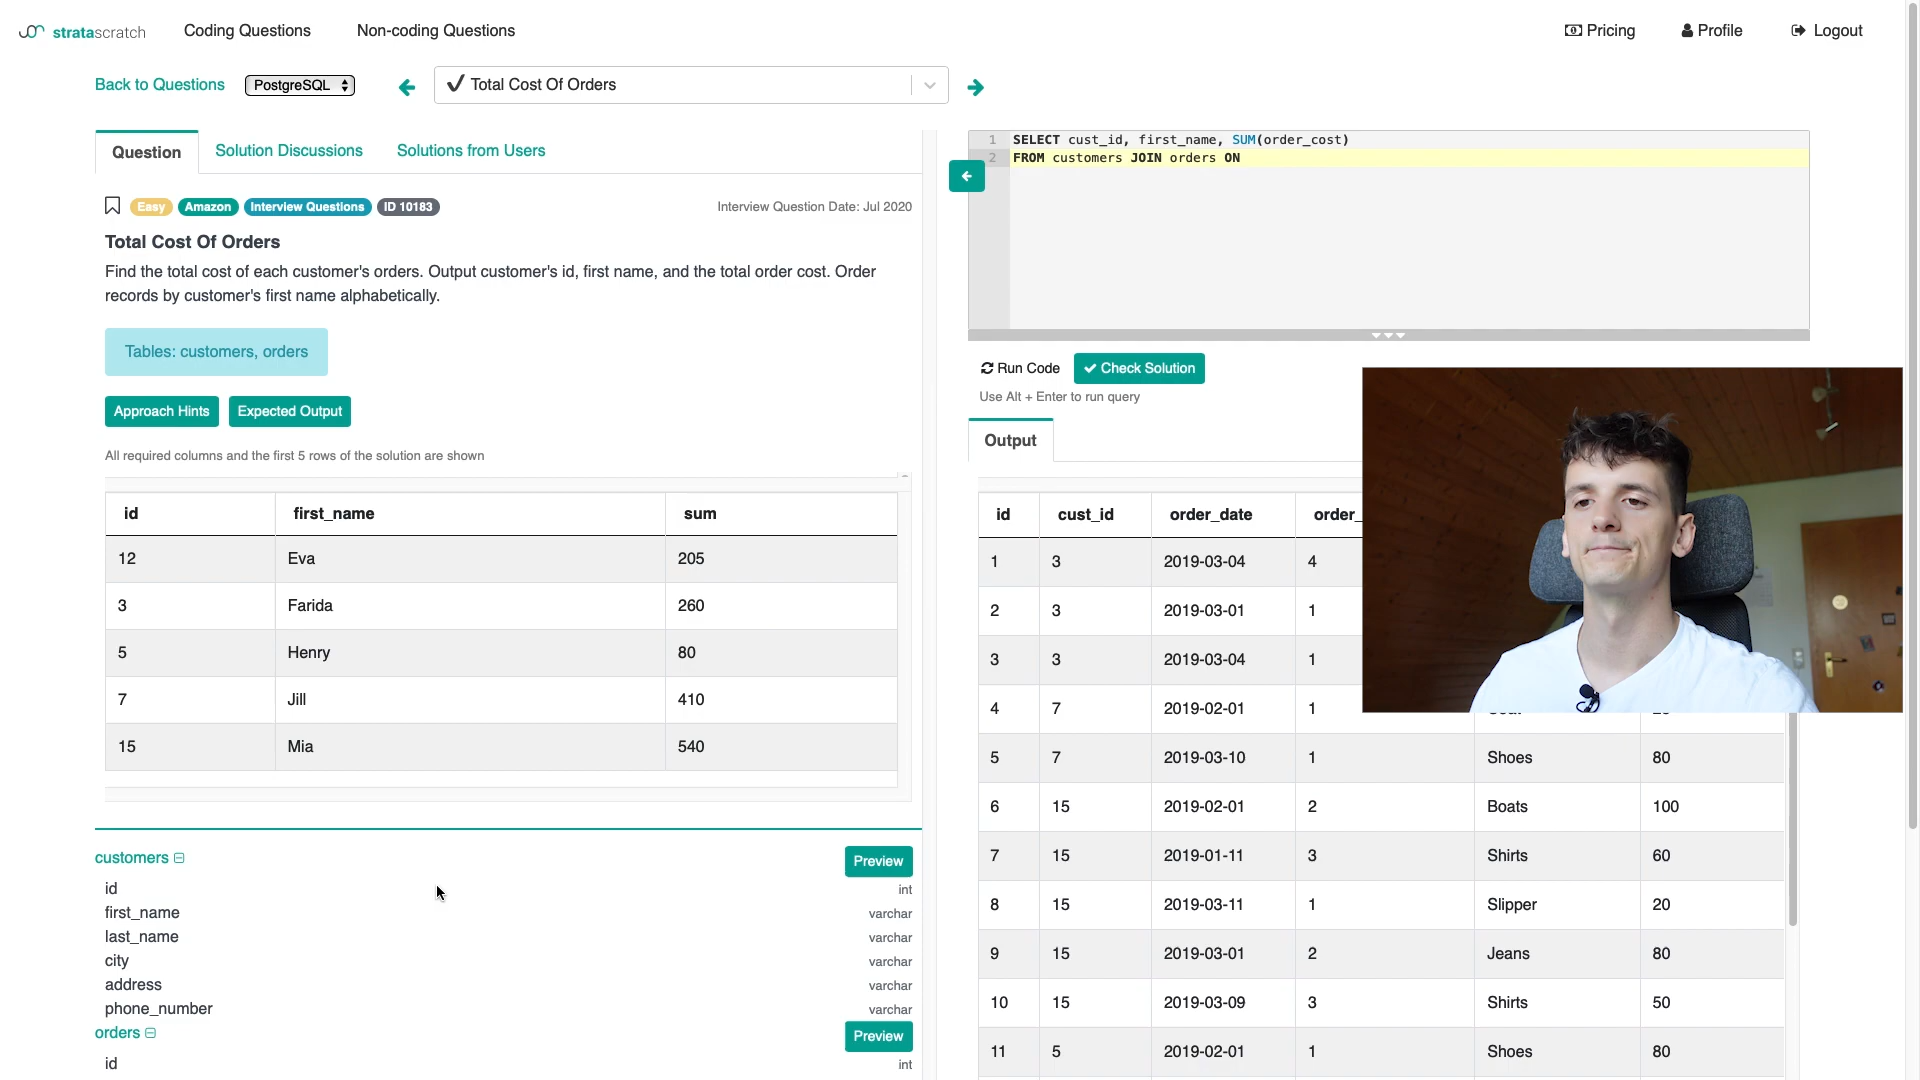 stratascratch
Coding Questions
Non-coding Questions
Pricing
Profile
Logout
Back to Questions
PostgreSQL
✔ Total Cost Of Orders
Question
Solution Discussions
Solutions from Users
Easy
Amazon
Interview Questions
ID 10183
Interview Question Date: Jul 2020
Total Cost Of Orders
Find the total cost of each customer's orders. Output customer's id, first name, and the total order cost. Order
records by customer's first name alphabetically.
Tables: customers, orders
Approach Hints
Expected Output
All required columns and the first 5 rows of the solution are shown
id first_name sum
12 Eva 205
3 Farida 260
5 Henry 80
7 Jill 410
15 Mia 540
customers
Preview
id int
first_name varchar
last_name varchar
city varchar
address varchar
phone_number varchar
orders
Preview
id int
1 SELECT cust_id, first_name, SUM(order_cost)
2 FROM customers JOIN orders ON
Run Code
Check Solution
Use Alt + Enter to run query
Output
id cust_id order_date order_
1 3 2019-03-04 4
2 3 2019-03-01 1
3 3 2019-03-04 1
4 7 2019-02-01 1
5 7 2019-03-10 1 Shoes 80
6 15 2019-02-01 2 Boats 100
7 15 2019-01-11 3 Shirts 60
8 15 2019-03-11 1 Slipper 20
9 15 2019-03-01 2 Jeans 80
10 15 2019-03-09 3 Shirts 50
11 5 2019-02-01 1 Shoes 80